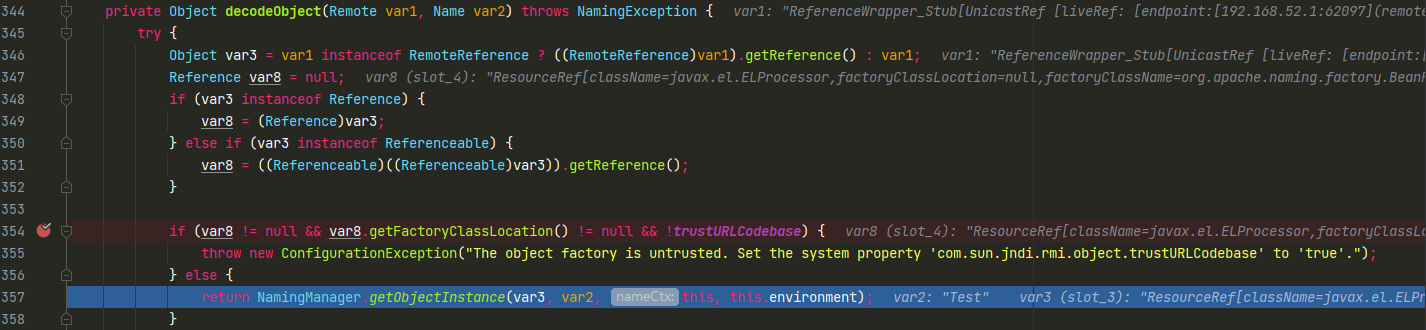 344 private Object decodeObject(Remote var1, Name var2) throws NamingException { var1: "ReferenceWrapper_Stub[UnicastRef [liveRef: [endpoint:[192.168.52.1:62097](remot
345 try {
346 Object var3 = var1 instanceof RemoteReference ? ((RemoteReference)var1).getReference() : var1; var1: "ReferenceWrapper_Stub[UnicastRef [liveRef: [endpoint:[
347 Reference var8 = null; var8 (slot_4): "ResourceRef[className=javax.el.ELProcessor,factoryClassLocation=null,factoryClassName=org.apache.naming.factory.BeanF
348 if (var3 instanceof Reference) {
349 var8 = (Reference)var3;
350 } else if (var3 instanceof Referenceable) {
351 var8 = ((Referenceable)((Referenceable)var3)).getReference();
352 }
353
354 if (var8 != null && var8.getFactoryClassLocation() != null && !trustURLCodebase) { var8 (slot_4): "ResourceRef[className=javax.el.ELProcessor,factoryClassLo
355 throw new ConfigurationException("The object factory is untrusted. Set the system property 'com.sun.jndi.rmi.object.trustURLCodebase' to 'true'.");
356 } else {
357 return NamingManager.getObjectInstance(var3, var2, nameCtx: this, this.environment); var2: "Test" var3 (slot_3): "ResourceRef[className=javax.el.ELPr
358 }